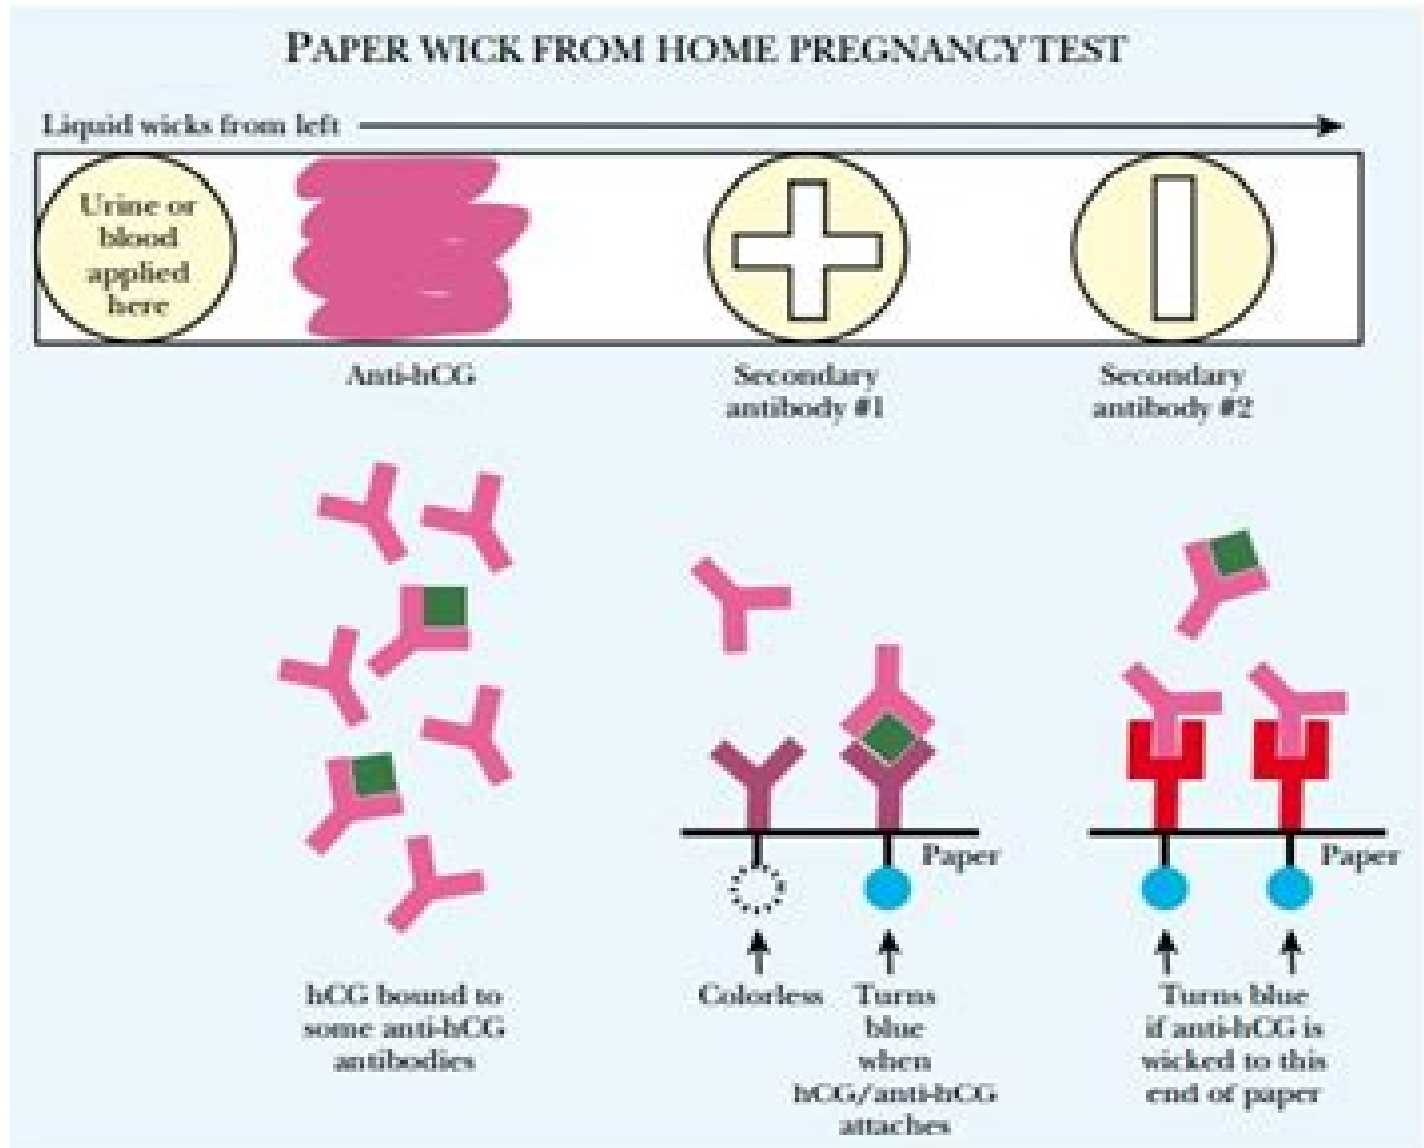 PAPER WICK FROM HOME PREGNANCY TEST
Liquid wicks from left
Urine or
blood
applied
here
Anti-hCG
Secondary
antibody #1
Secondary
antibody #2
Paper
Paper
hCG bound to
some anti-hCG
antibodies
Colorless
Turns
blue
when
hCG/anti-hCG
attaches
Turns blue
if anti-hCG is
wicked to this
end of paper